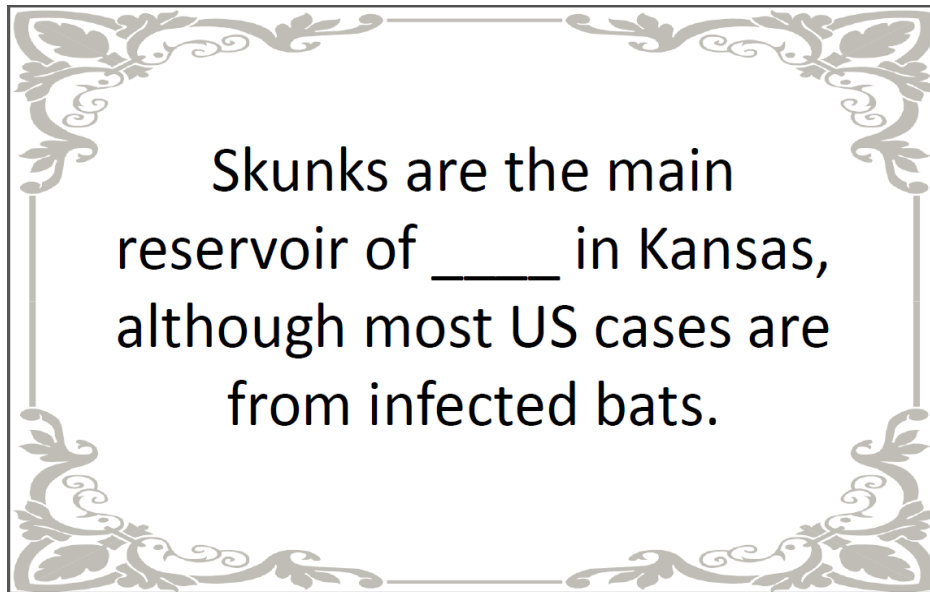 Skunks are the main
reservoir of ____ in Kansas,
although most US cases are
from infected bats.